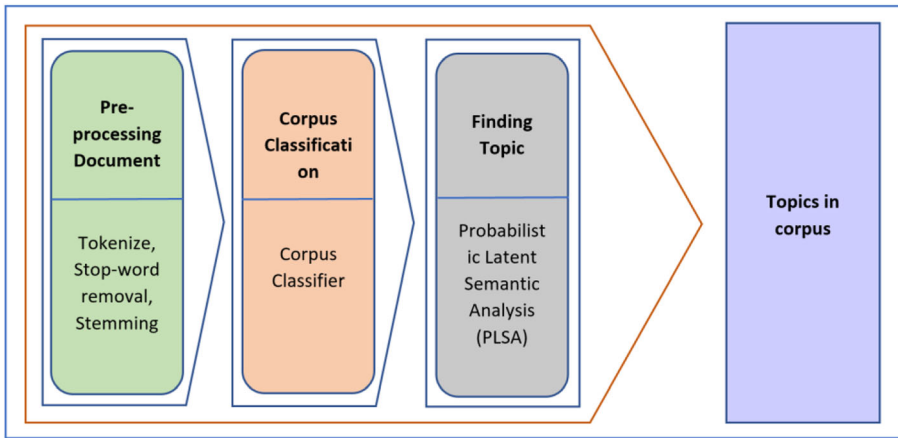 Pre-
processing
Document
Tokenize,
Stop-word
removal,
Stemming
Corpus
Classificati
on
Corpus
Classifier
Finding
Topic
Probabilist
ic Latent
Semantic
Analysis
(PLSA)
Topics in
corpus